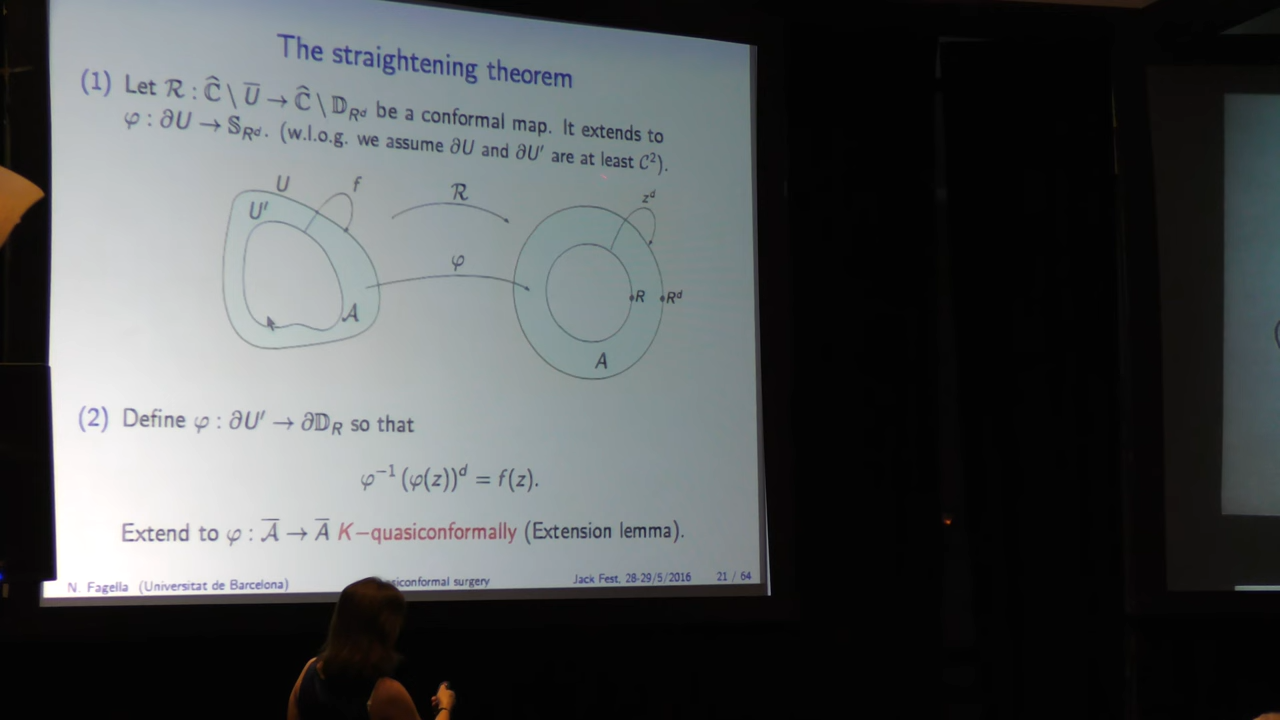 The straightening theorem
(1) Let ℛ : Ĉ \ U̅ → Ĉ \ 𝔻_{R^d} be a conformal map. It extends to
φ : ∂U → 𝕊_{R^d}. (w.l.o.g. we assume ∂U and ∂U′ are at least 𝒞²).
U
f
ℛ
z^d
U′
φ
A
R
R^d
A
(2) Define φ : ∂U′ → ∂𝔻_R so that
φ⁻¹ (φ(z))^d = f(z).
Extend to φ : A̅ → A̅ K−quasiconformally (Extension lemma).
N. Fagella (Universitat de Barcelona)
surgery
Jack Fest, 28-29/5/2016
21 / 64